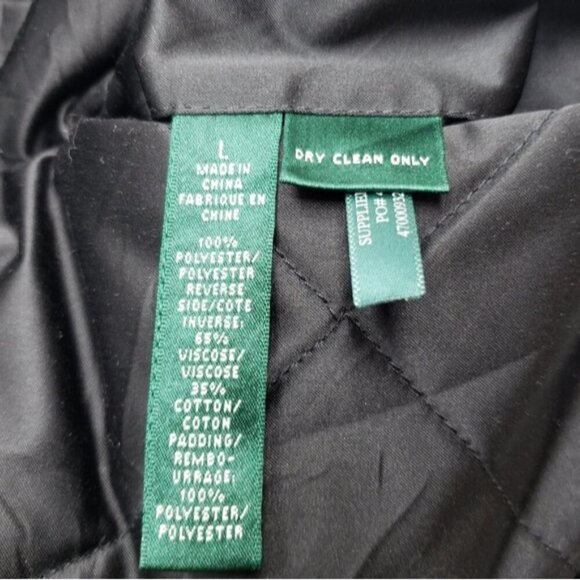 L
MADE IN
CHINA
FABRIQUE EN
CHINE
100%
POLYESTER/
POLYESTER
REVERSE
SIDE/COTE
INVERSE:
65%
VISCOSE/
VISCOSE
35%
COTTON/
COTON
PADDING/
REMBO-
URRAGE:
100%
POLYESTER/
POLYESTER
DRY CLEAN ONLY
PO#